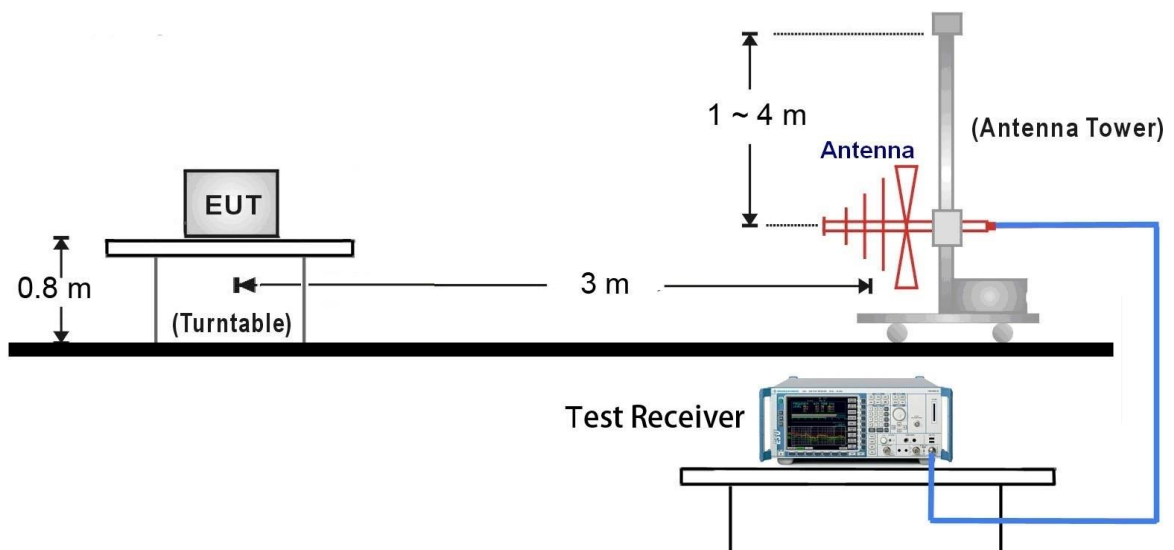 1 ~ 4 m
(Antenna Tower)
Antenna
EUT
0.8 m
3 m
(Turntable)
Test Receiver